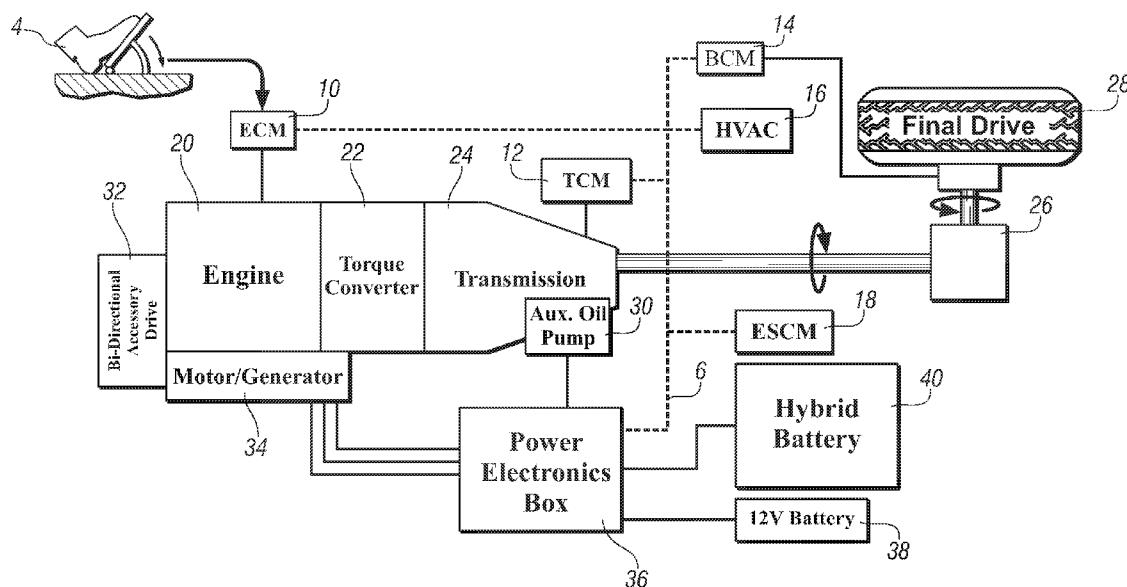 4
14
BCM
10
ECM
16
HVAC
28
Final Drive
20
22
24
12
TCM
32
26
Engine
Torque
Converter
Transmission
Bi-Directional
Accessory
Drive
Aux. Oil
Pump
30
18
ESCM
Motor/Generator
6
40
34
Power
Electronics
Box
Hybrid
Battery
12V Battery
36
38